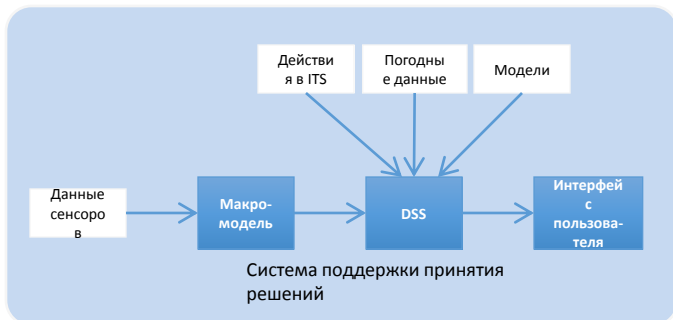 Действи
я в ITS
Погодны
е данные
Модели
Данные
сенсоро
в
Макро-
модель
DSS
Интерфей
с
пользова-
теля
Система поддержки принятия
решений